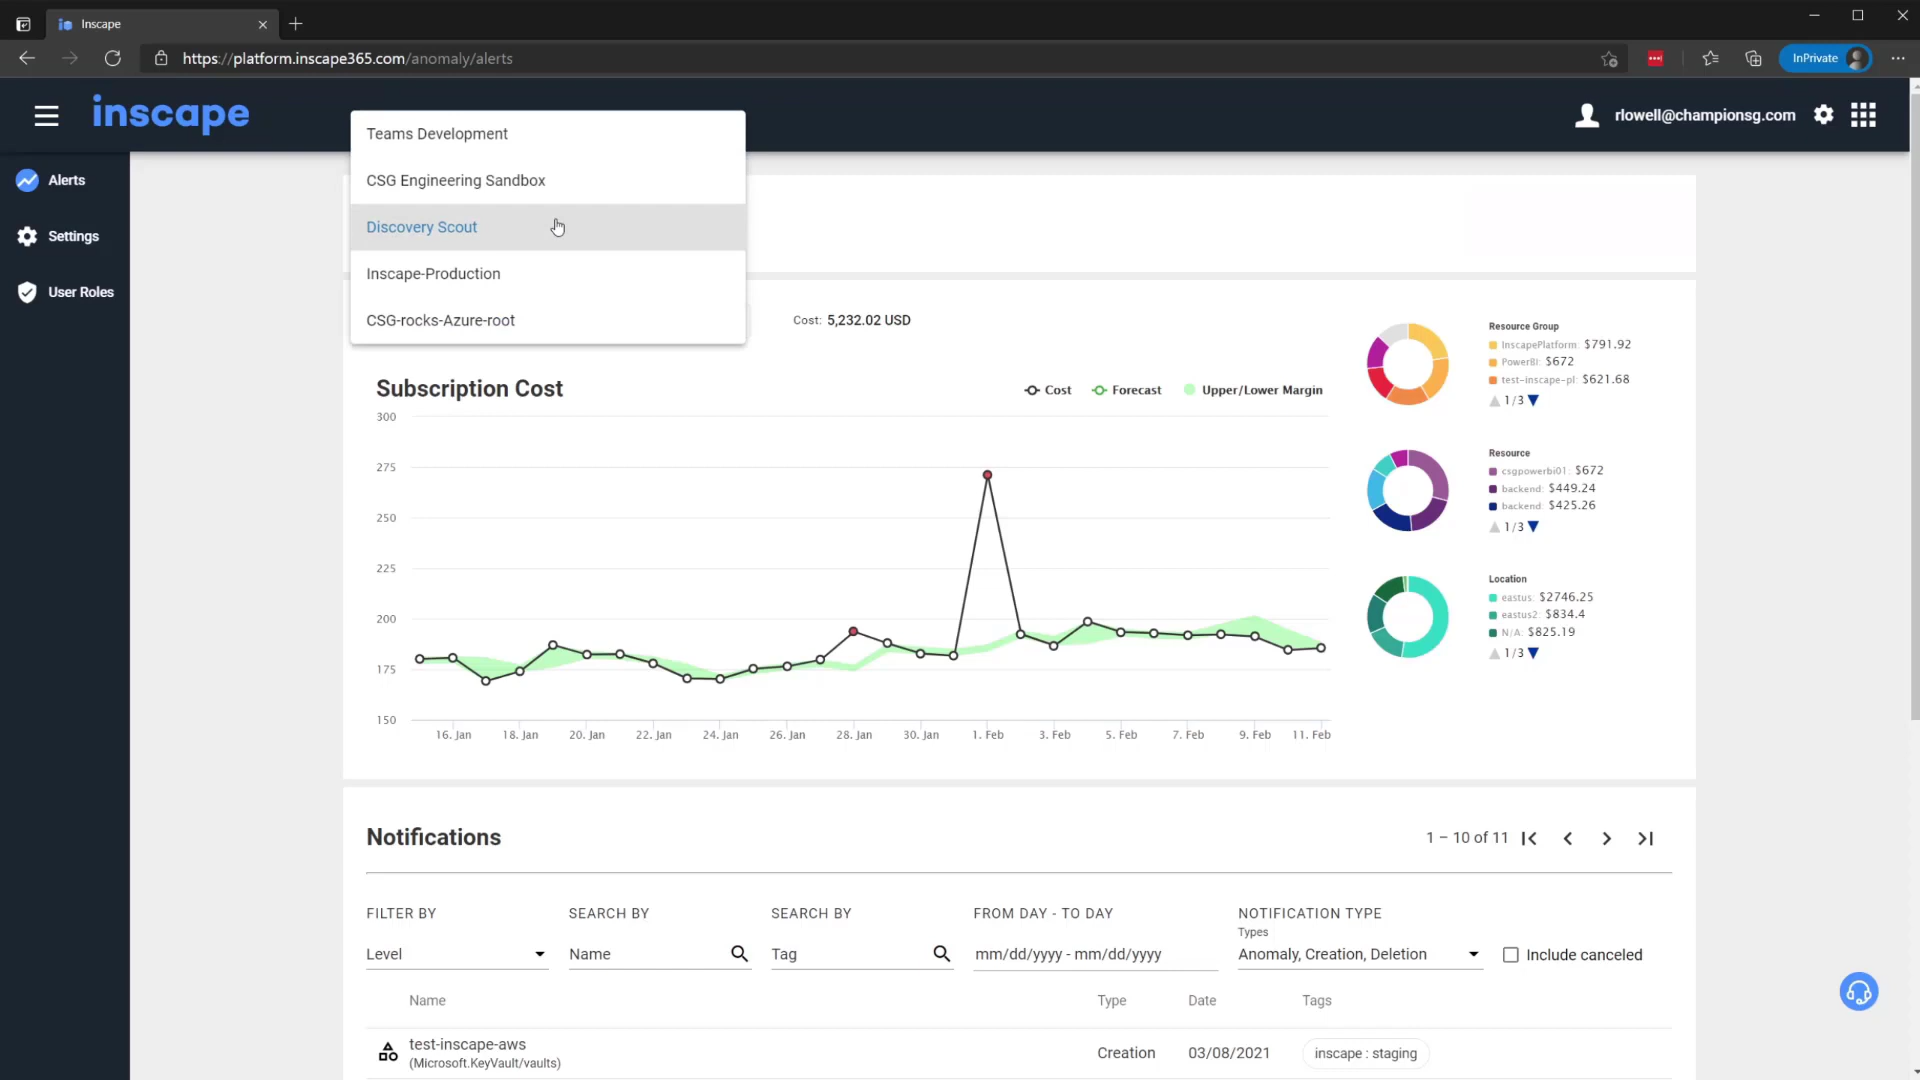 Inscape
https://platform.inscape365.com/anomaly/alerts
InPrivate
inscape
rlowell@championsg.com
Alerts
Settings
User Roles
Teams Development
CSG Engineering Sandbox
Discovery Scout
Inscape-Production
CSG-rocks-Azure-root
Cost: 5,232.02 USD
Subscription Cost
Cost
Forecast
Upper/Lower Margin
300
275
250
225
200
175
150
16. Jan
18. Jan
20. Jan
22. Jan
24. Jan
26. Jan
28. Jan
30. Jan
1. Feb
3. Feb
5. Feb
7. Feb
9. Feb
11. Feb
Resource Group
InscapePlatform: $791.92
PowerBI: $672
test-inscape-pl: $621.68
1/3
Resource
csgpowerbi01: $672
backend: $449.24
backend: $425.26
1/3
Location
eastus: $2746.25
eastus2: $834.4
N/A: $825.19
1/3
Notifications
1 – 10 of 11
FILTER BY
SEARCH BY
SEARCH BY
FROM DAY - TO DAY
NOTIFICATION TYPE
Types
Level
Name
Tag
mm/dd/yyyy - mm/dd/yyyy
Anomaly, Creation, Deletion
Include canceled
Name
Type
Date
Tags
test-inscape-aws
(Microsoft.KeyVault/vaults)
Creation
03/08/2021
inscape : staging